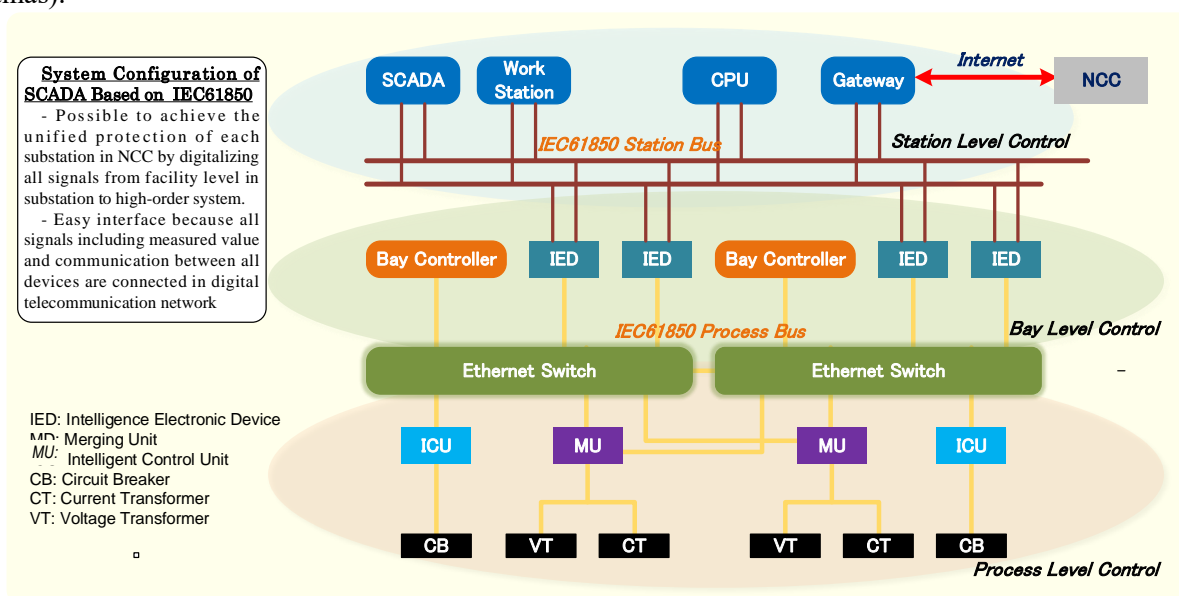 System Configuration of
SCADA Based on IEC61850
- Possible to achieve the
unified protection of each
substation in NCC by digitalizing
all signals from facility level in
substation to high-order system.
- Easy interface because all
signals including measured value
and communication between all
devices are connected in digital
telecommunication network
SCADA
Work
Station
CPU
Gateway
Internet
NCC
IEC61850 Station Bus
Station Level Control
Bay Controller
IED
IED
Bay Controller
IED
IED
IEC61850 Process Bus
Bay Level Control
Ethernet Switch
Ethernet Switch
-
ICU
MU
MU
ICU
CB
VT
CT
VT
CT
CB
Process Level Control
IED: Intelligence Electronic Device
Merging Unit
MU: Intelligent Control Unit
CB: Circuit Breaker
CT: Current Transformer
VT: Voltage Transformer